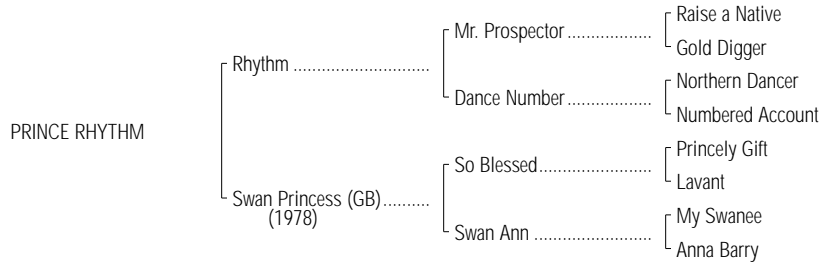 Raise a Native
Mr. Prospector ..................
Gold Digger
Rhythm .............................
Northern Dancer
Dance Number ..................
Numbered Account
PRINCE RHYTHM
Princely Gift
So Blessed........................
Lavant
Swan Princess (GB)..........
(1978)
My Swanee
Swan Ann .........................
Anna Barry